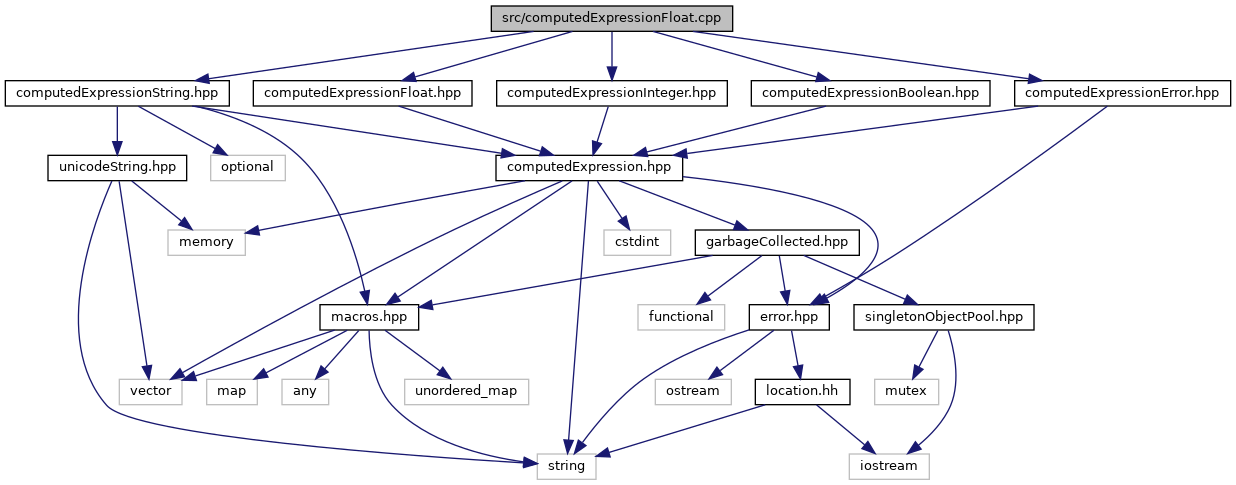 src/computedExpressionFloat.cpp
computedExpressionString.hpp
computedExpressionFloat.hpp
computedExpressionInteger.hpp
computedExpressionBoolean.hpp
computedExpressionError.hpp
unicodeString.hpp
optional
computedExpression.hpp
memory
cstdint
garbageCollected.hpp
macros.hpp
functional
error.hpp
singletonObjectPool.hpp
vector
map
any
unordered_map
ostream
location.hh
mutex
string
iostream